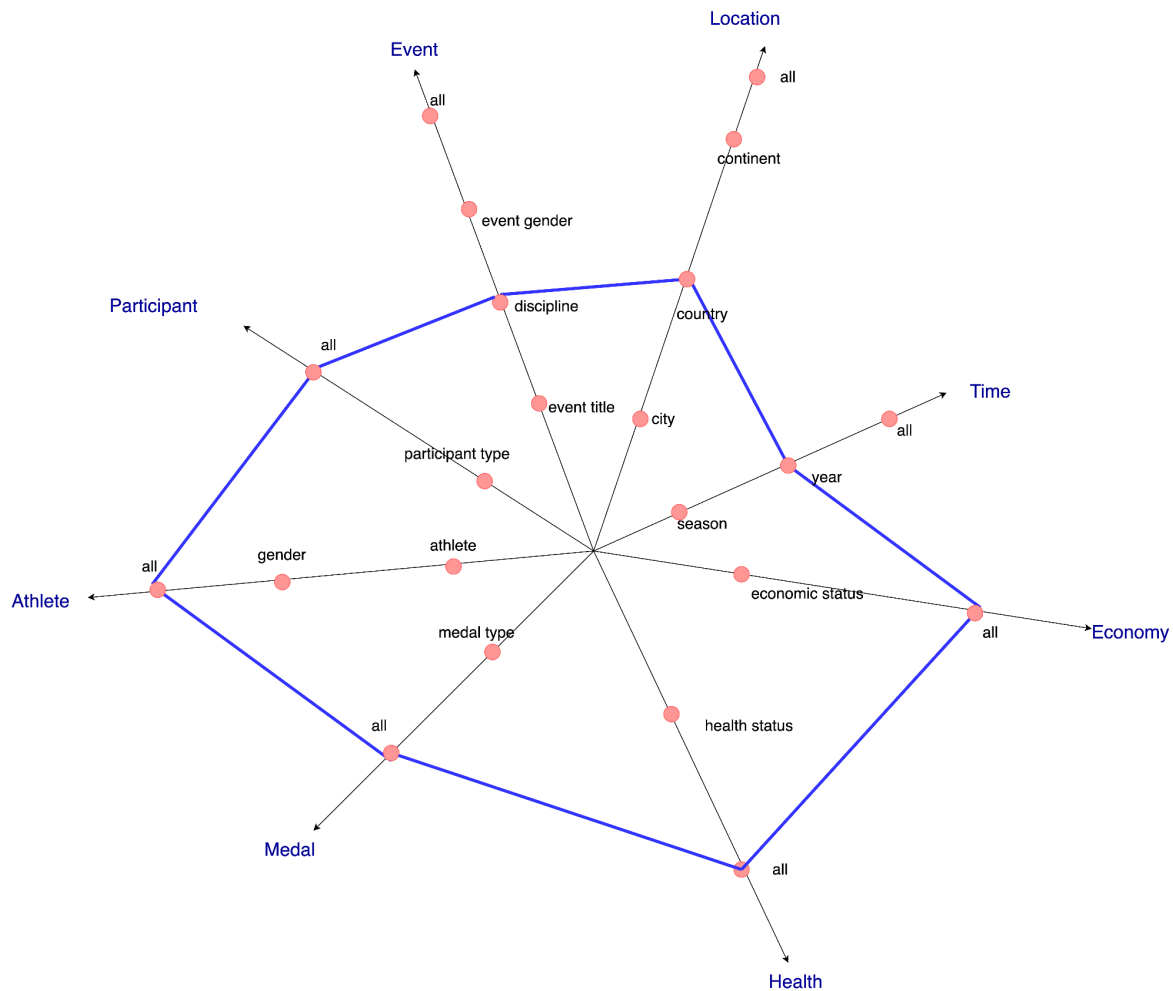 Location
Event
all
all
continent
event gender
Participant
discipline
country
all
Time
all
event title
city
participant type
year
season
athlete
gender
all
economic status
Athlete
medal type
all
Economy
all
health status
Medal
all
Health